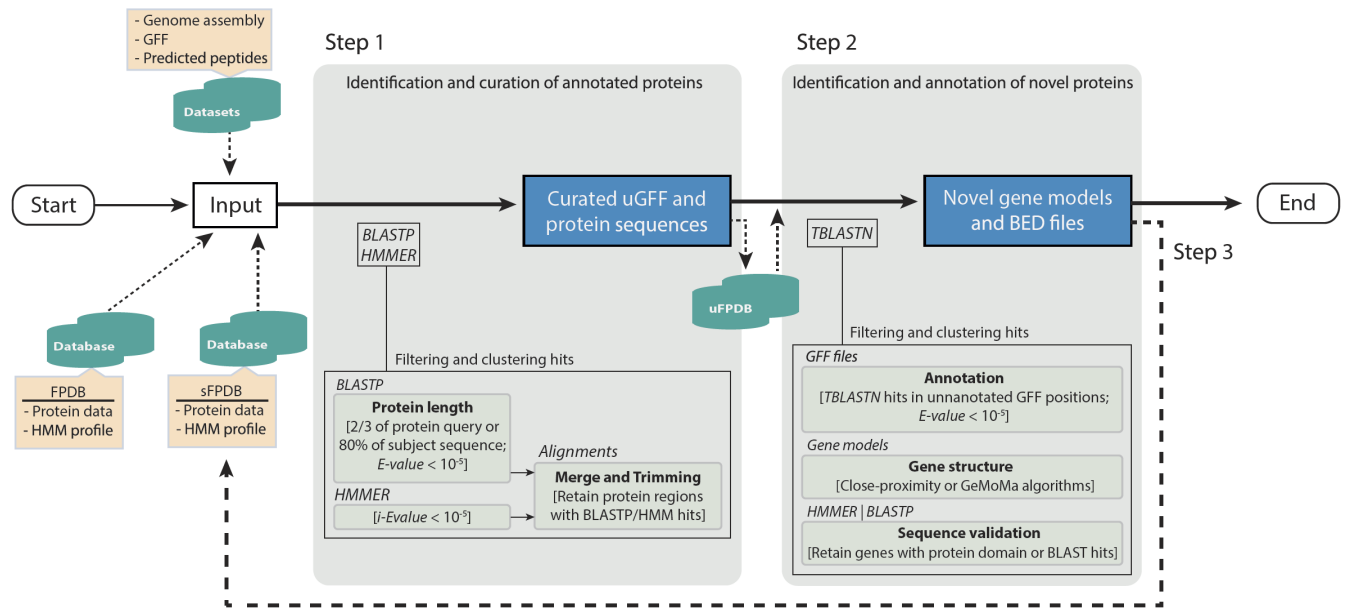 - Genome assembly
- GFF
- Predicted peptides
Datasets
Start
Input
Database
FPDB
- Protein data
- HMM profile
Database
sFPDB
- Protein data
- HMM profile
Step 1
Identification and curation of annotated proteins
Curated uGFF and
protein sequences
BLASTP
HMMER
Filtering and clustering hits
BLASTP
Protein length
[2/3 of protein query or
80% of subject sequence;
E-value < 10-5]
HMMER
[i-Evalue < 10-5]
Alignments
Merge and Trimming
[Retain protein regions
with BLASTP/HMM hits]
uFPDB
Step 2
Identification and annotation of novel proteins
Novel gene models
and BED files
TBLASTN
Filtering and clustering hits
GFF files
Annotation
[TBLASTN hits in unnanotated GFF positions;
E-value < 10-5]
Gene models
Gene structure
[Close-proximity or GeMoMa algorithms]
HMMER | BLASTP
Sequence validation
[Retain genes with protein domain or BLAST hits]
End
Step 3